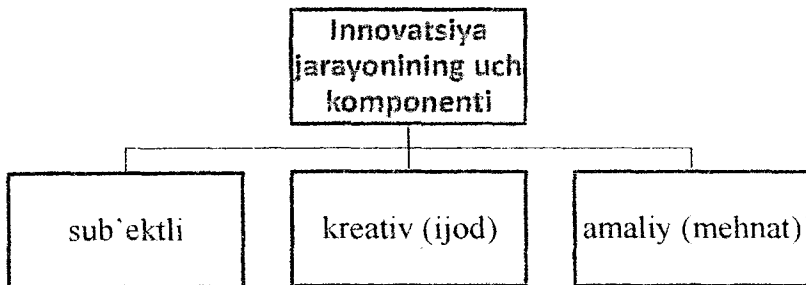 Innovatsiya
jarayonining uch
komponenti
sub`ektli
kreativ (ijod)
amaliy (mehnat)